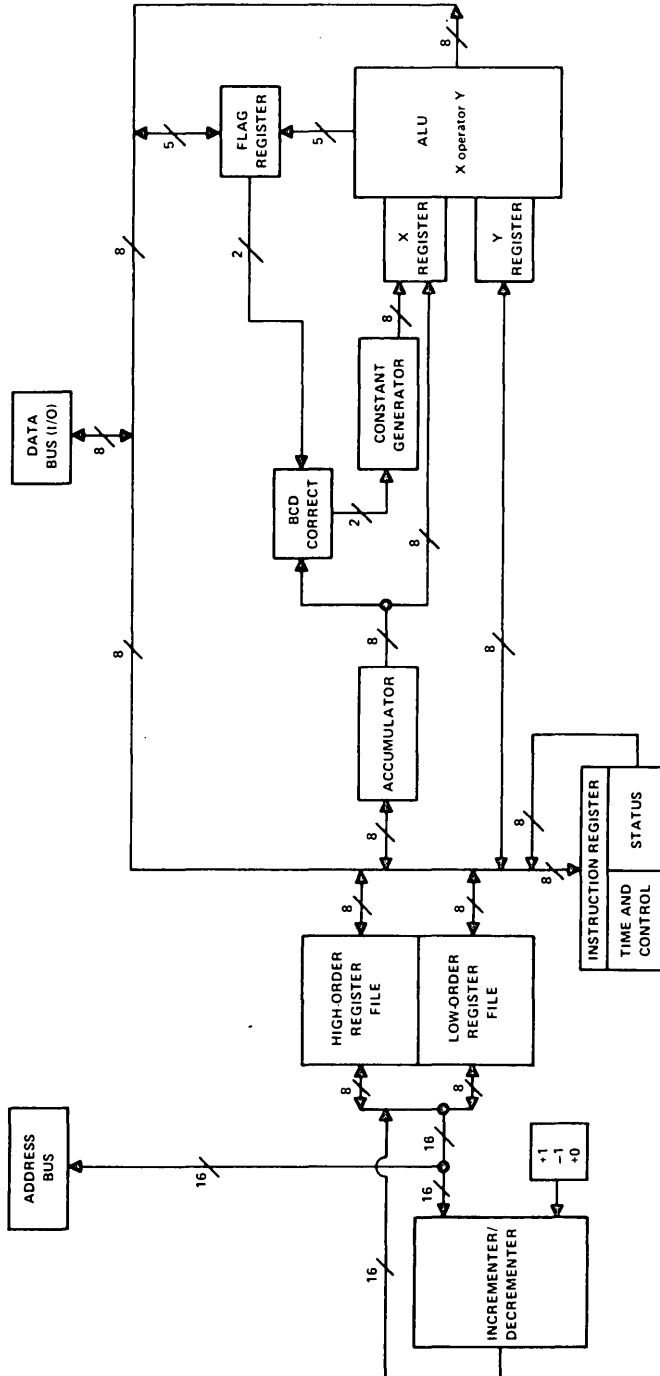 ADDRESS
BUS
DATA
BUS (I/O)
8
8
8
8
16
5
FLAG
REGISTER
2
5
BCD
CORRECT
2
HIGH-ORDER
REGISTER
FILE
8
8
8
ACCUMULATOR
8
CONSTANT
GENERATOR
8
X
REGISTER
ALU
X operator Y
8
16
16
16
LOW-ORDER
REGISTER
FILE
8
8
8
Y
REGISTER
8
INCREMENTER/
DECREMENTER
+1
−1
+0
8
8
INSTRUCTION REGISTER
TIME AND
CONTROL
STATUS